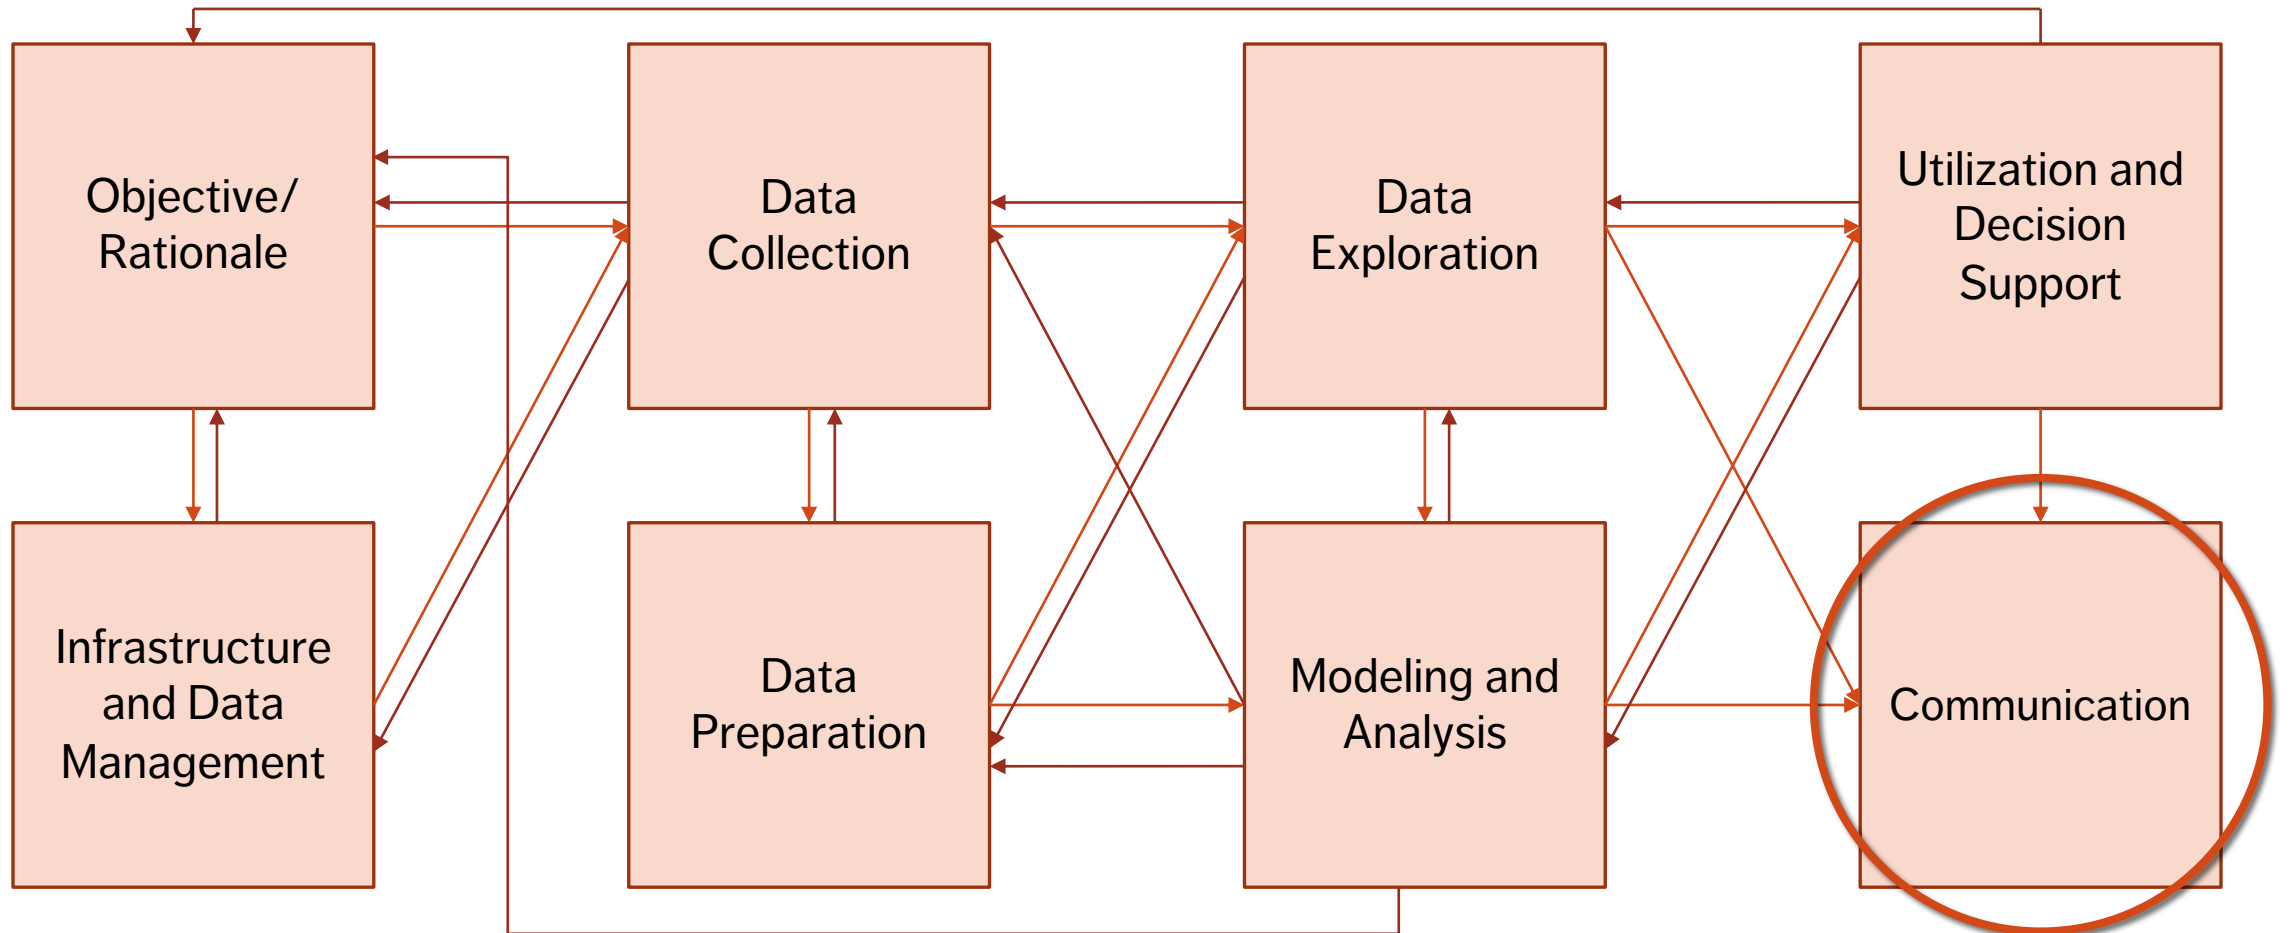 Objective/
Rationale
Data
Collection
Data
Exploration
Utilization and
Decision
Support
Infrastructure
and Data
Management
Data
Preparation
Modeling and
Analysis
Communication